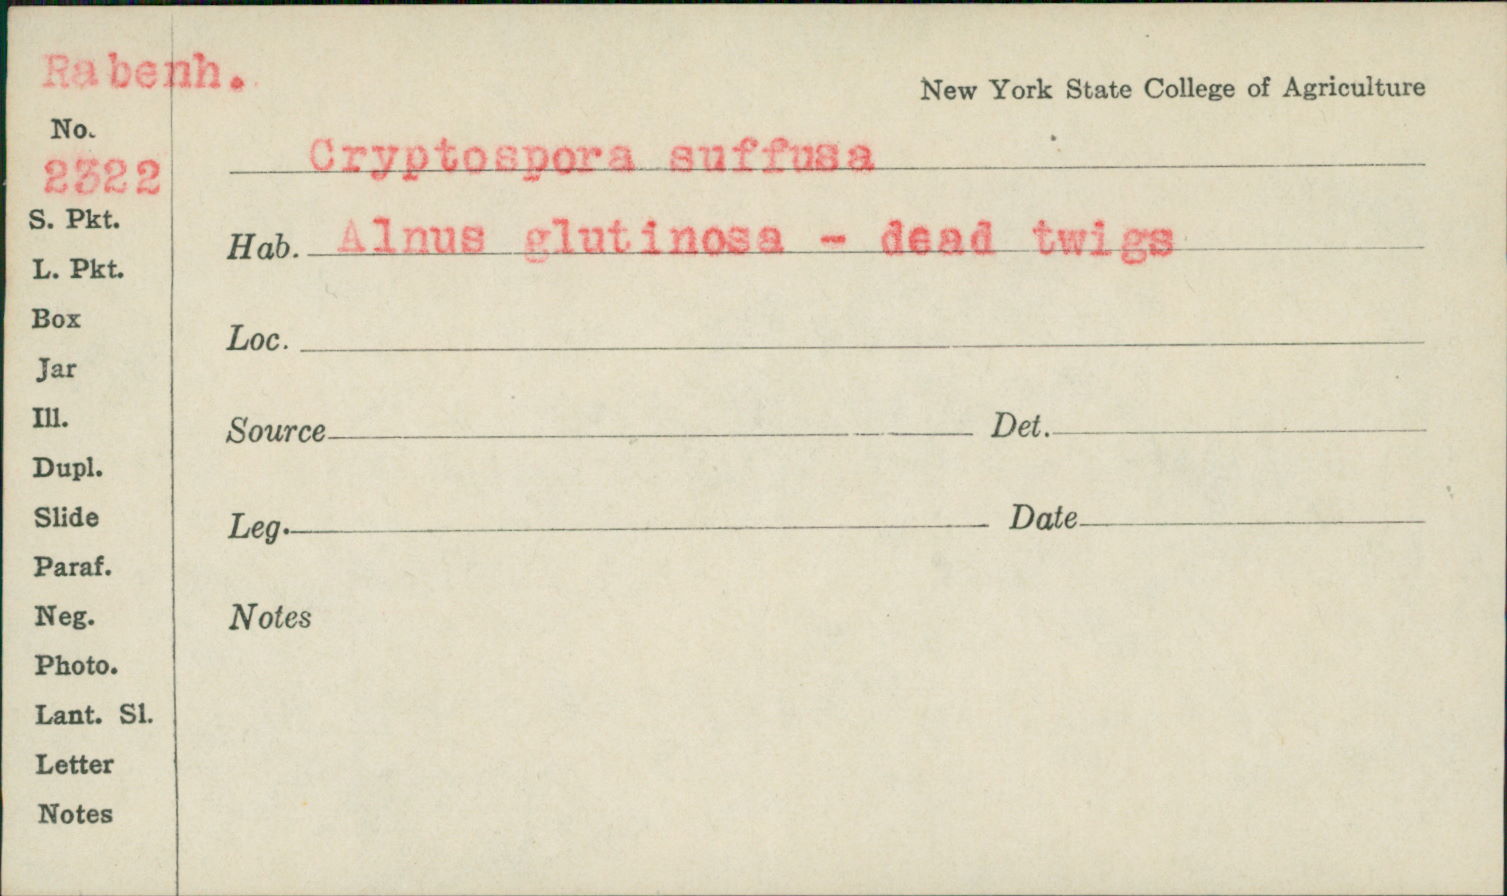 Rabenh.
New York State College of Agriculture
No.
2322
Cryptospora suffusa
S. Pkt.
Hab. Alnus glutinosa - dead twigs
L. Pkt.
Box
Loc.
Jar
Ill.
Source Det.
Dupl.
Slide
Leg. Date
Paraf.
Neg.
Notes
Photo.
Lant. Sl.
Letter
Notes